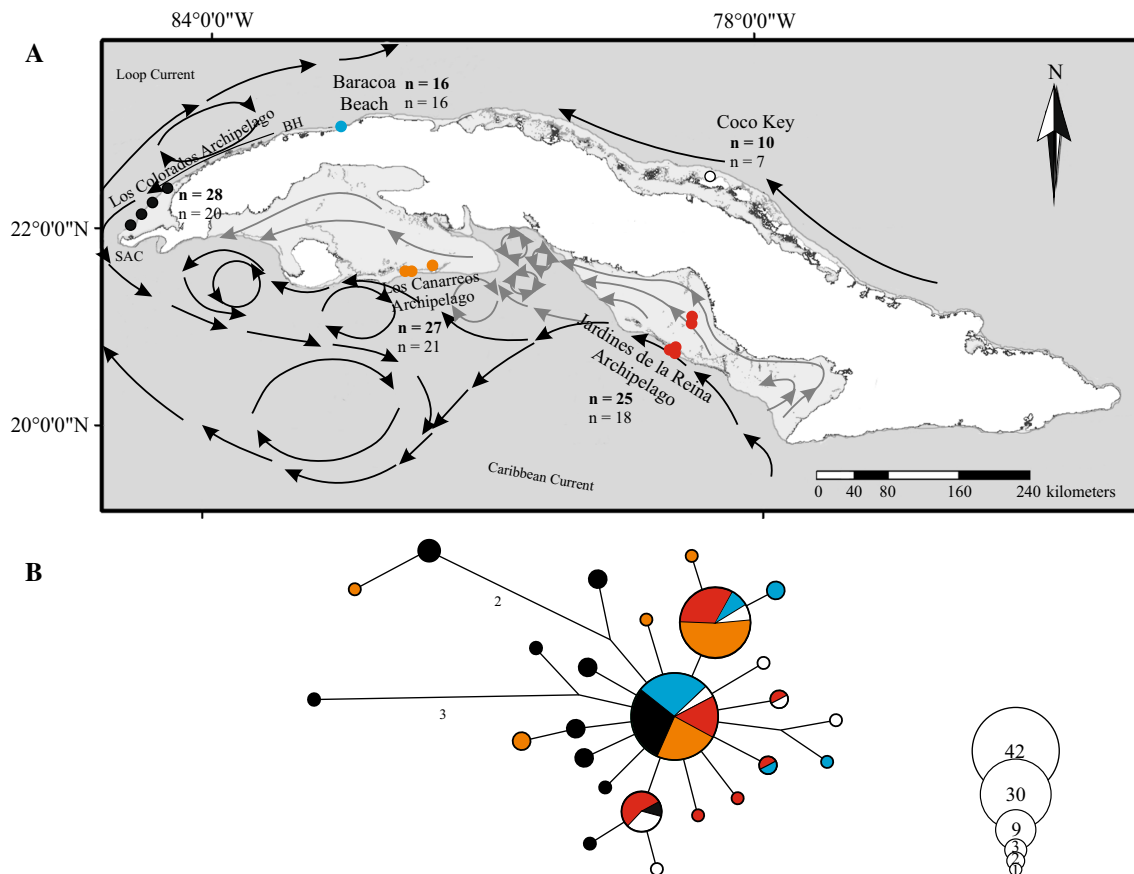 84°0'0"W
78°0'0"W
A
Loop Current
Baracoa
Beach
n = 16
n = 16
N
BH
Los Colorados Archipelago
Coco Key
n = 10
n = 7
n = 28
n = 20
22°0'0"N
SAC
Los Canarreos
Archipelago
n = 27
n = 21
Jardines de la Reina
Archipelago
n = 25
n = 18
20°0'0"N
Caribbean Current
0 40 80 160 240 kilometers
B
2
3
42
30
9
3
2
1